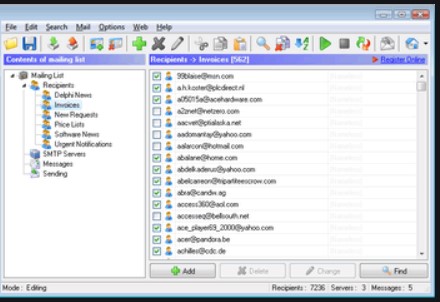 File Edit Search Mail Options Web Help
Contents of mailing list
Recipients -> Invoices [562]
Register Online
Mailing List
Recipients
Delphi News
Invoices
New Requests
Price Lists
Software News
Urgent Notifications
SMTP Servers
Messages
Sending
99blaise@msn.com
a.h.koster@plcdirect.nl
a05015a@acehardware.com
a2znet@netzero.com
aacvet@ptialaska.net
aadomantay@yahoo.com
aalarcon@hotmail.com
abalane@home.com
abdelkaderus@yahoo.com
abelcarreon@tripartiteescrow.com
abra@candw.ag
access360@aol.com
accesseq@bellsouth.net
ace_player69_2000@yahoo.com
acer@pandora.be
achilles@cdc.de
Add Delete Change Find
Mode: Editing
Recipients: 7236 Servers: 3 Messages: 5